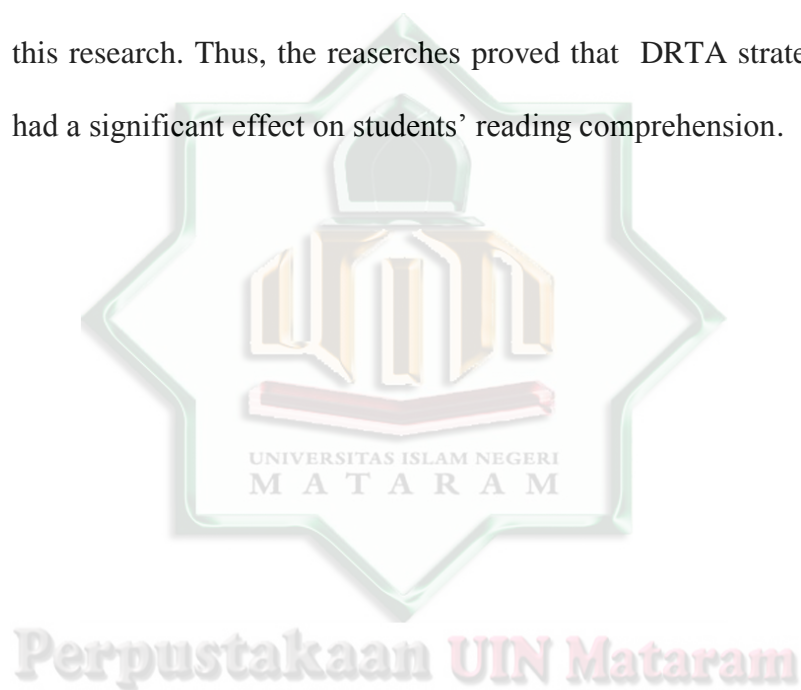 this research. Thus, the reaserches proved that DRTA strate
had a significant effect on students' reading comprehension.
UNIVERSITAS ISLAM NEGERI
MATARAM
Perpustakaan UIN Mataram